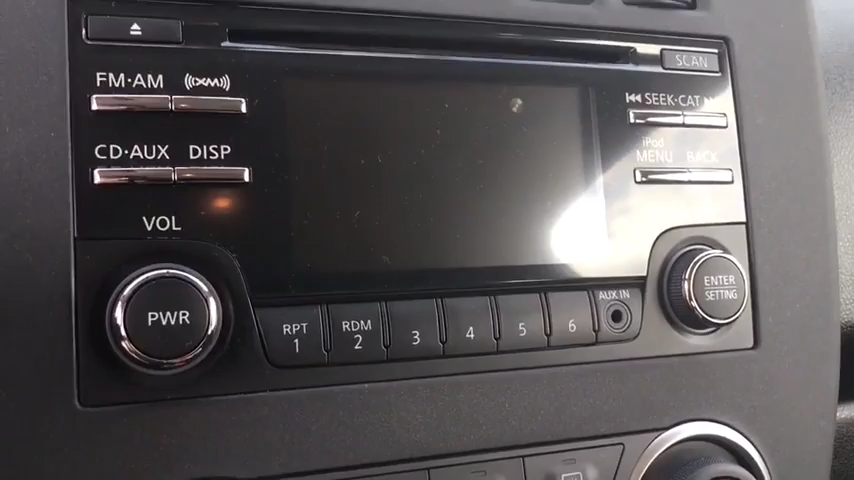 SCAN
FM·AM
XM
SEEK·CAT
CD·AUX
DISP
iPod
MENU
BACK
VOL
ENTER
SETTING
PWR
RPT
1
RDM
2
3
4
5
6
AUX IN